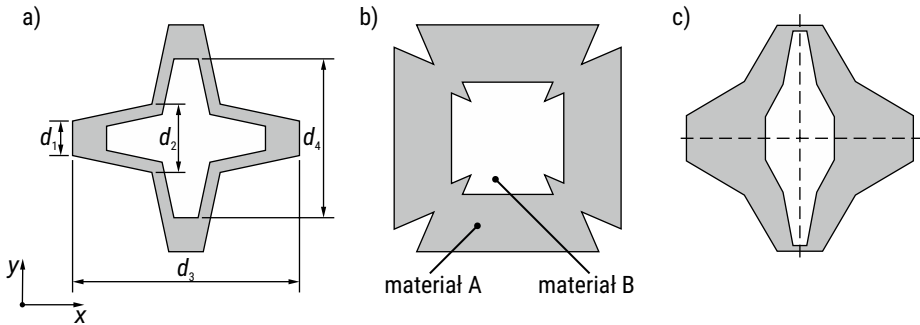 a)
d₁
d₂
d₄
d₃
y
x
b)
materiał A
materiał B
c)